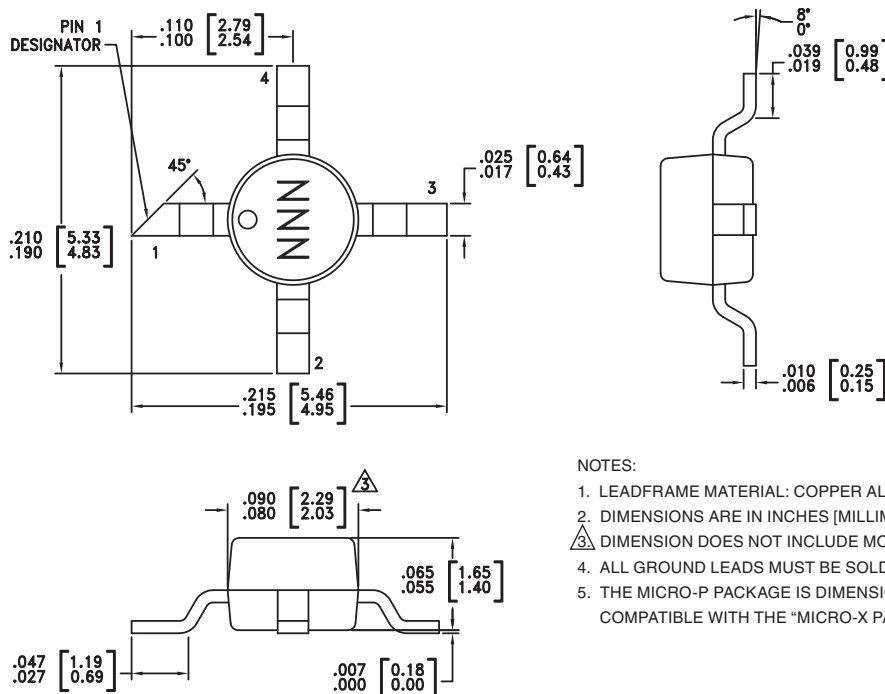 PIN 1
DESIGNATOR
.110 [2.79]
.100 [2.54]
4
45°
3
NNN
1
2
.025 [0.64]
.017 [0.43]
.210 [5.33]
.190 [4.83]
.215 [5.46]
.195 [4.95]
8°
0°
.039 [0.99]
.019 [0.48]
.010 [0.25]
.006 [0.15]
.090 [2.29]
.080 [2.03]
3
.065 [1.65]
.055 [1.40]
.047 [1.19]
.027 [0.69]
.007 [0.18]
.000 [0.00]
NOTES:
1. LEADFRAME MATERIAL: COPPER AL
2. DIMENSIONS ARE IN INCHES [MILLIM
3. DIMENSION DOES NOT INCLUDE MO
4. ALL GROUND LEADS MUST BE SOLD
5. THE MICRO-P PACKAGE IS DIMENSI
COMPATIBLE WITH THE “MICRO-X PA